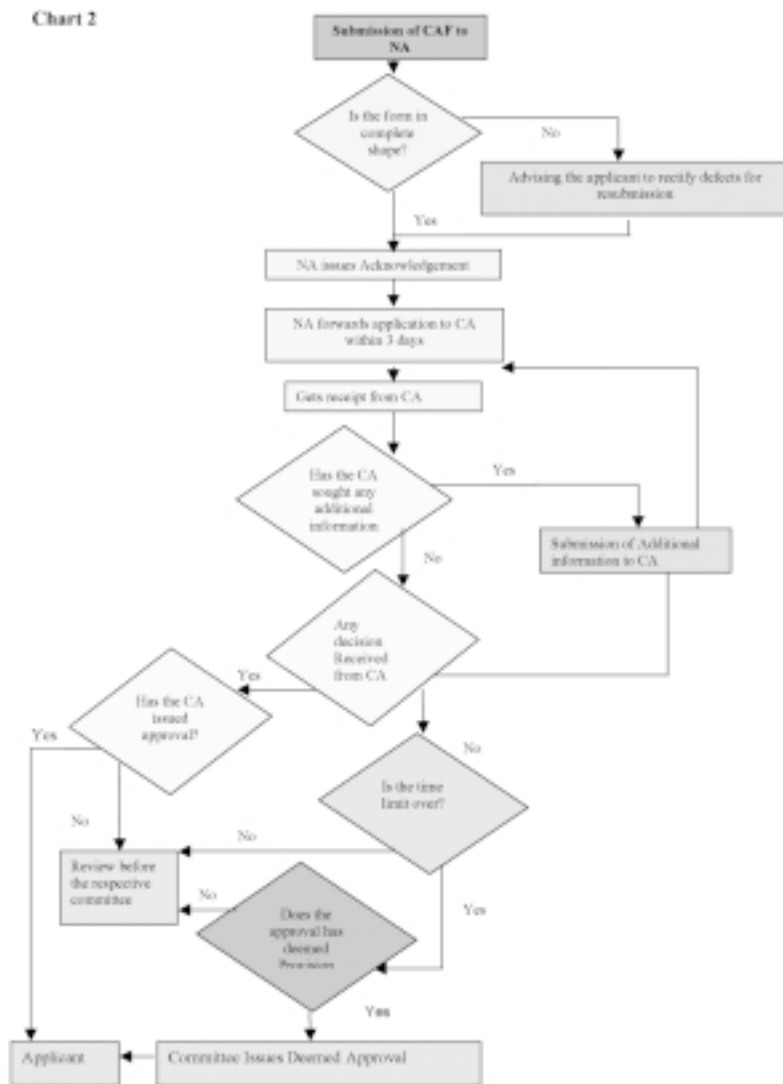 Chart 2
Submission of CAF to
NA
Is the form in
complete
shape?
No
Advising the applicant to rectify defects for
resubmission
Yes
NA issues Acknowledgement
NA forwards application to CA
within 3 days
Gets receipt from CA
Has the CA
sought any
additional
information
Yes
Submission of Additional
information to CA
No
Any
decision
Received
from CA
Yes
Has the CA
issued
approval?
Yes
No
No
Is the time
limit over?
No
Review before
the respective
committee
No
Does the
approval has
deemed
Provision
Yes
Yes
Applicant
Committee Issues Deemed Approval